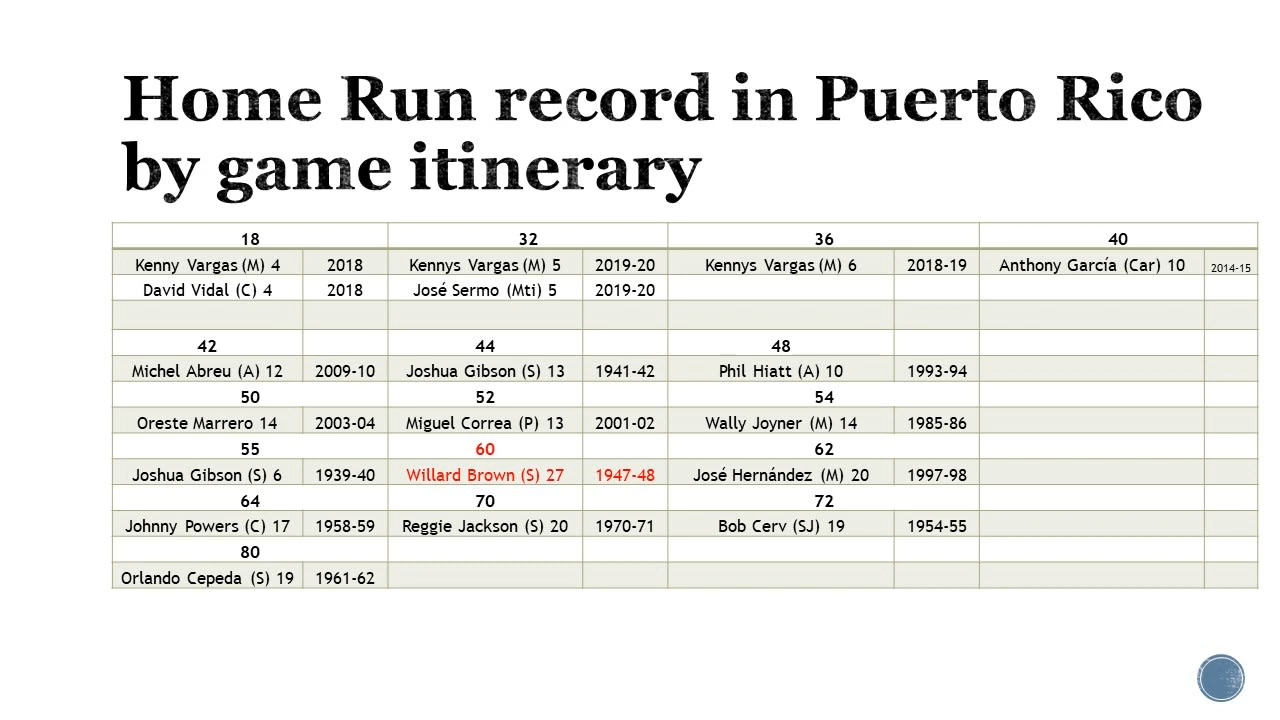 Home Run record in Puerto Rico
by game itinerary
18 32 36 40
Kenny Vargas (M) 4 2018 Kennys Vargas (M) 5 2019-20 Kennys Vargas (M) 6 2018-19 Anthony García (Car) 10 2014-15
David Vidal (C) 4 2018 José Sermo (Mti) 5 2019-20
42 44 48
Michel Abreu (A) 12 2009-10 Joshua Gibson (S) 13 1941-42 Phil Hiatt (A) 10 1993-94
50 52 54
Oreste Marrero 14 2003-04 Miguel Correa (P) 13 2001-02 Wally Joyner (M) 14 1985-86
55 60 62
Joshua Gibson (S) 6 1939-40 Willard Brown (S) 27 1947-48 José Hernández (M) 20 1997-98
64 70 72
Johnny Powers (C) 17 1958-59 Reggie Jackson (S) 20 1970-71 Bob Cerv (SJ) 19 1954-55
80
Orlando Cepeda (S) 19 1961-62